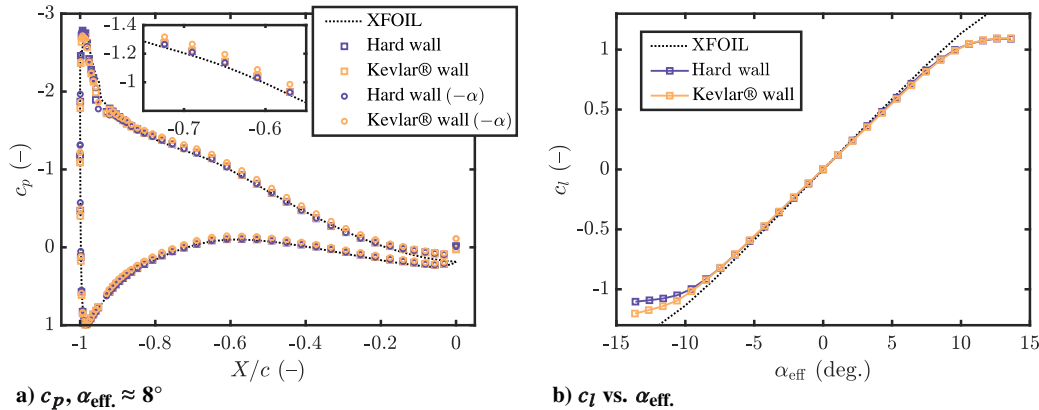 -3
-2
-1
0
1
c_p (–)
-1 -0.8 -0.6 -0.4 -0.2 0
X/c (–)
-1.4
-1.2
-1
-0.7 -0.6
XFOIL
Hard wall
Kevlar® wall
Hard wall (−α)
Kevlar® wall (−α)
a) c_p, α_eff. ≈ 8°
1
0.5
0
-0.5
-1
c_l (–)
-15 -10 -5 0 5 10 15
α_eff (deg.)
XFOIL
Hard wall
Kevlar® wall
b) c_l vs. α_eff.